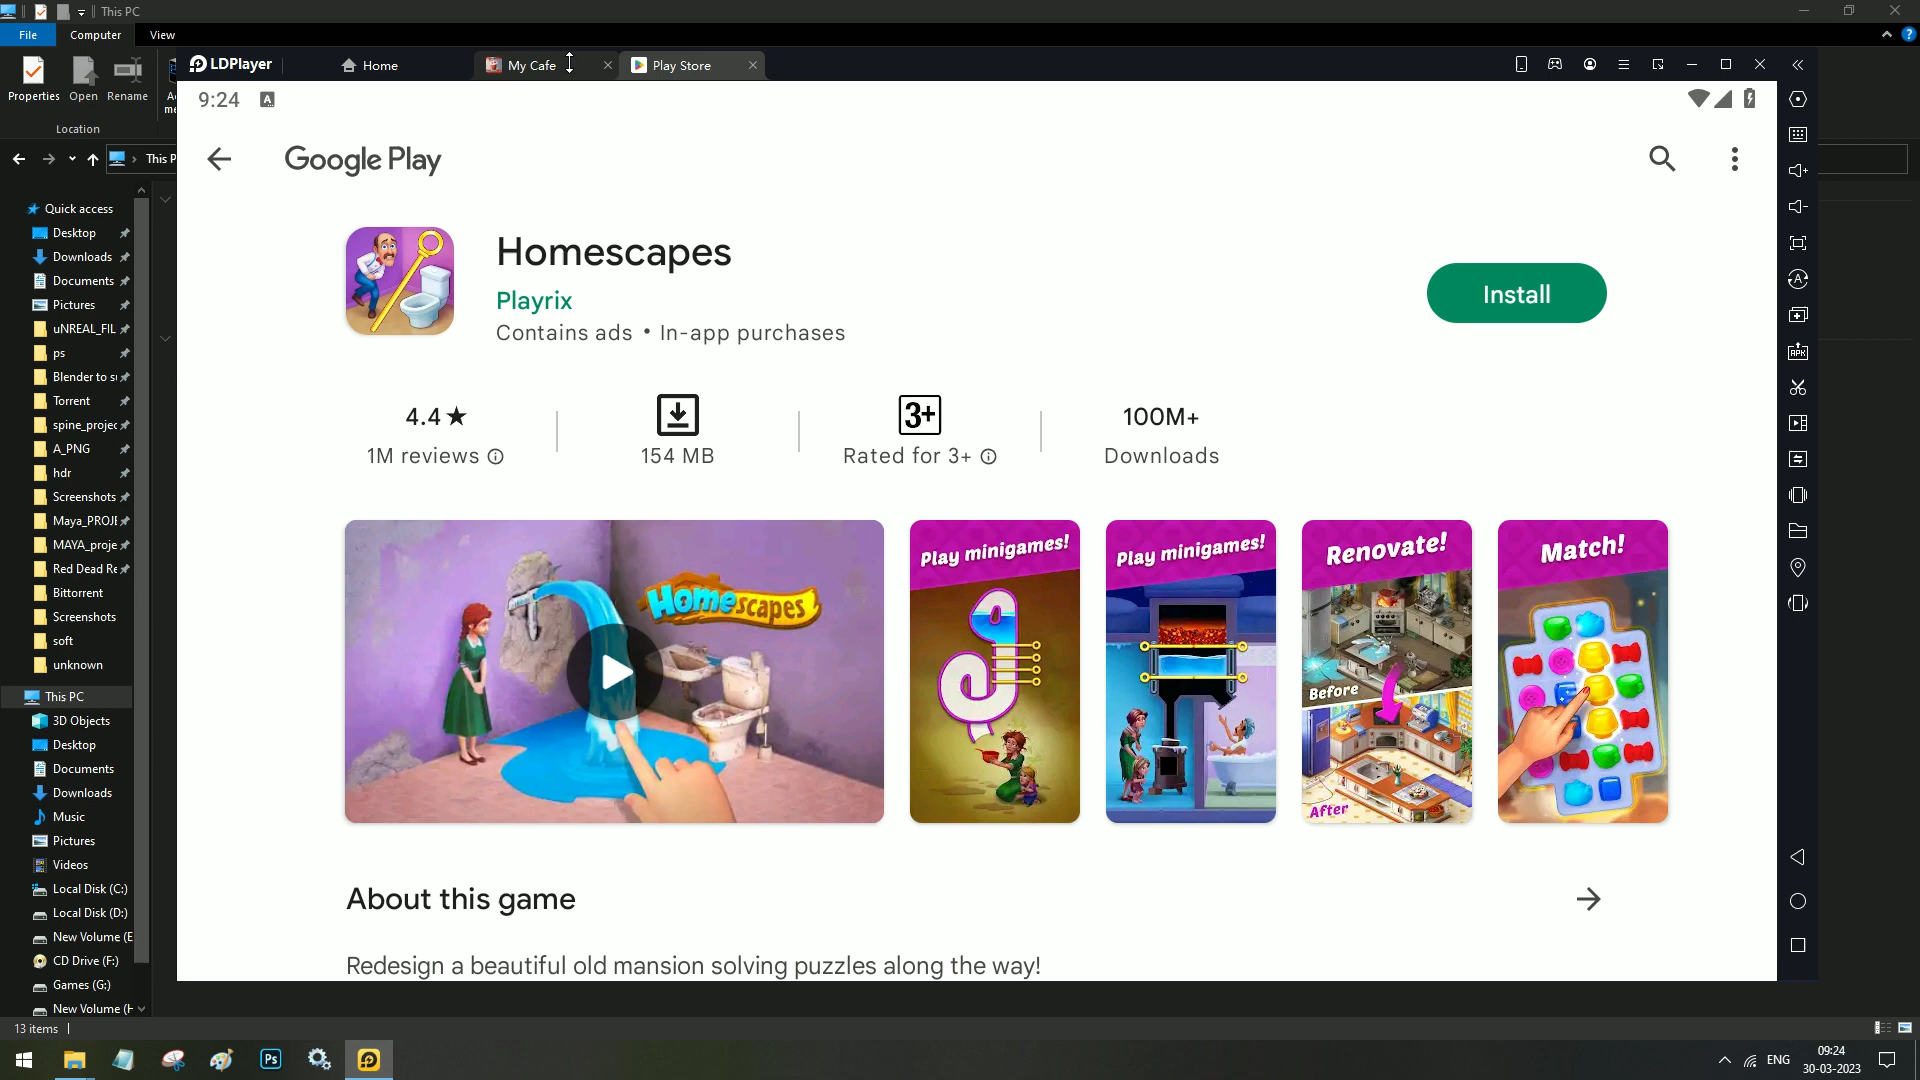 This PC
File
Computer
View
LDPlayer
Home
My Cafe
Play Store
Properties
Open
Rename
Location
This P
9:24
A
Google Play
Homescapes
Playrix
Contains ads • In-app purchases
Install
4.4 ★
1M reviews
154 MB
3+
Rated for 3+
100M+
Downloads
Homescapes
Play minigames!
Play minigames!
Renovate!
Before
After
Match!
About this game
Redesign a beautiful old mansion solving puzzles along the way!
Quick access
Desktop
Downloads
Documents
Pictures
uNREAL_FIL
ps
Blender to su
Torrent
spine_projec
A_PNG
hdr
Screenshots
Maya_PROJE
MAYA_proje
Red Dead Re
Bittorrent
Screenshots
soft
unknown
This PC
3D Objects
Desktop
Documents
Downloads
Music
Pictures
Videos
Local Disk (C:)
Local Disk (D:)
New Volume (E
CD Drive (F:)
Games (G:)
New Volume (H
13 items
APK
Ps
ENG
09:24
30-03-2023